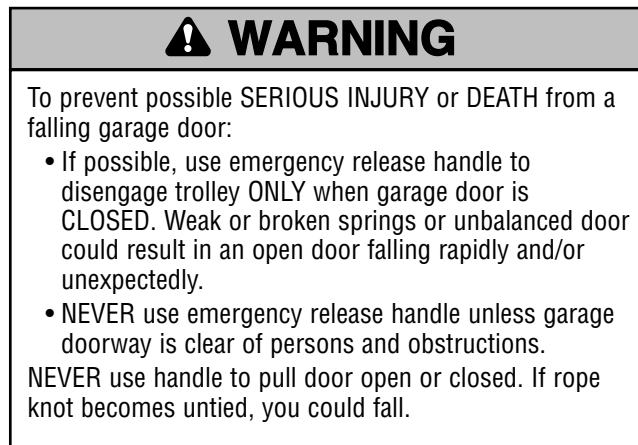 WARNING
To prevent possible SERIOUS INJURY or DEATH from a
falling garage door:
• If possible, use emergency release handle to
disengage trolley ONLY when garage door is
CLOSED. Weak or broken springs or unbalanced door
could result in an open door falling rapidly and/or
unexpectedly.
• NEVER use emergency release handle unless garage
doorway is clear of persons and obstructions.
NEVER use handle to pull door open or closed. If rope
knot becomes untied, you could fall.